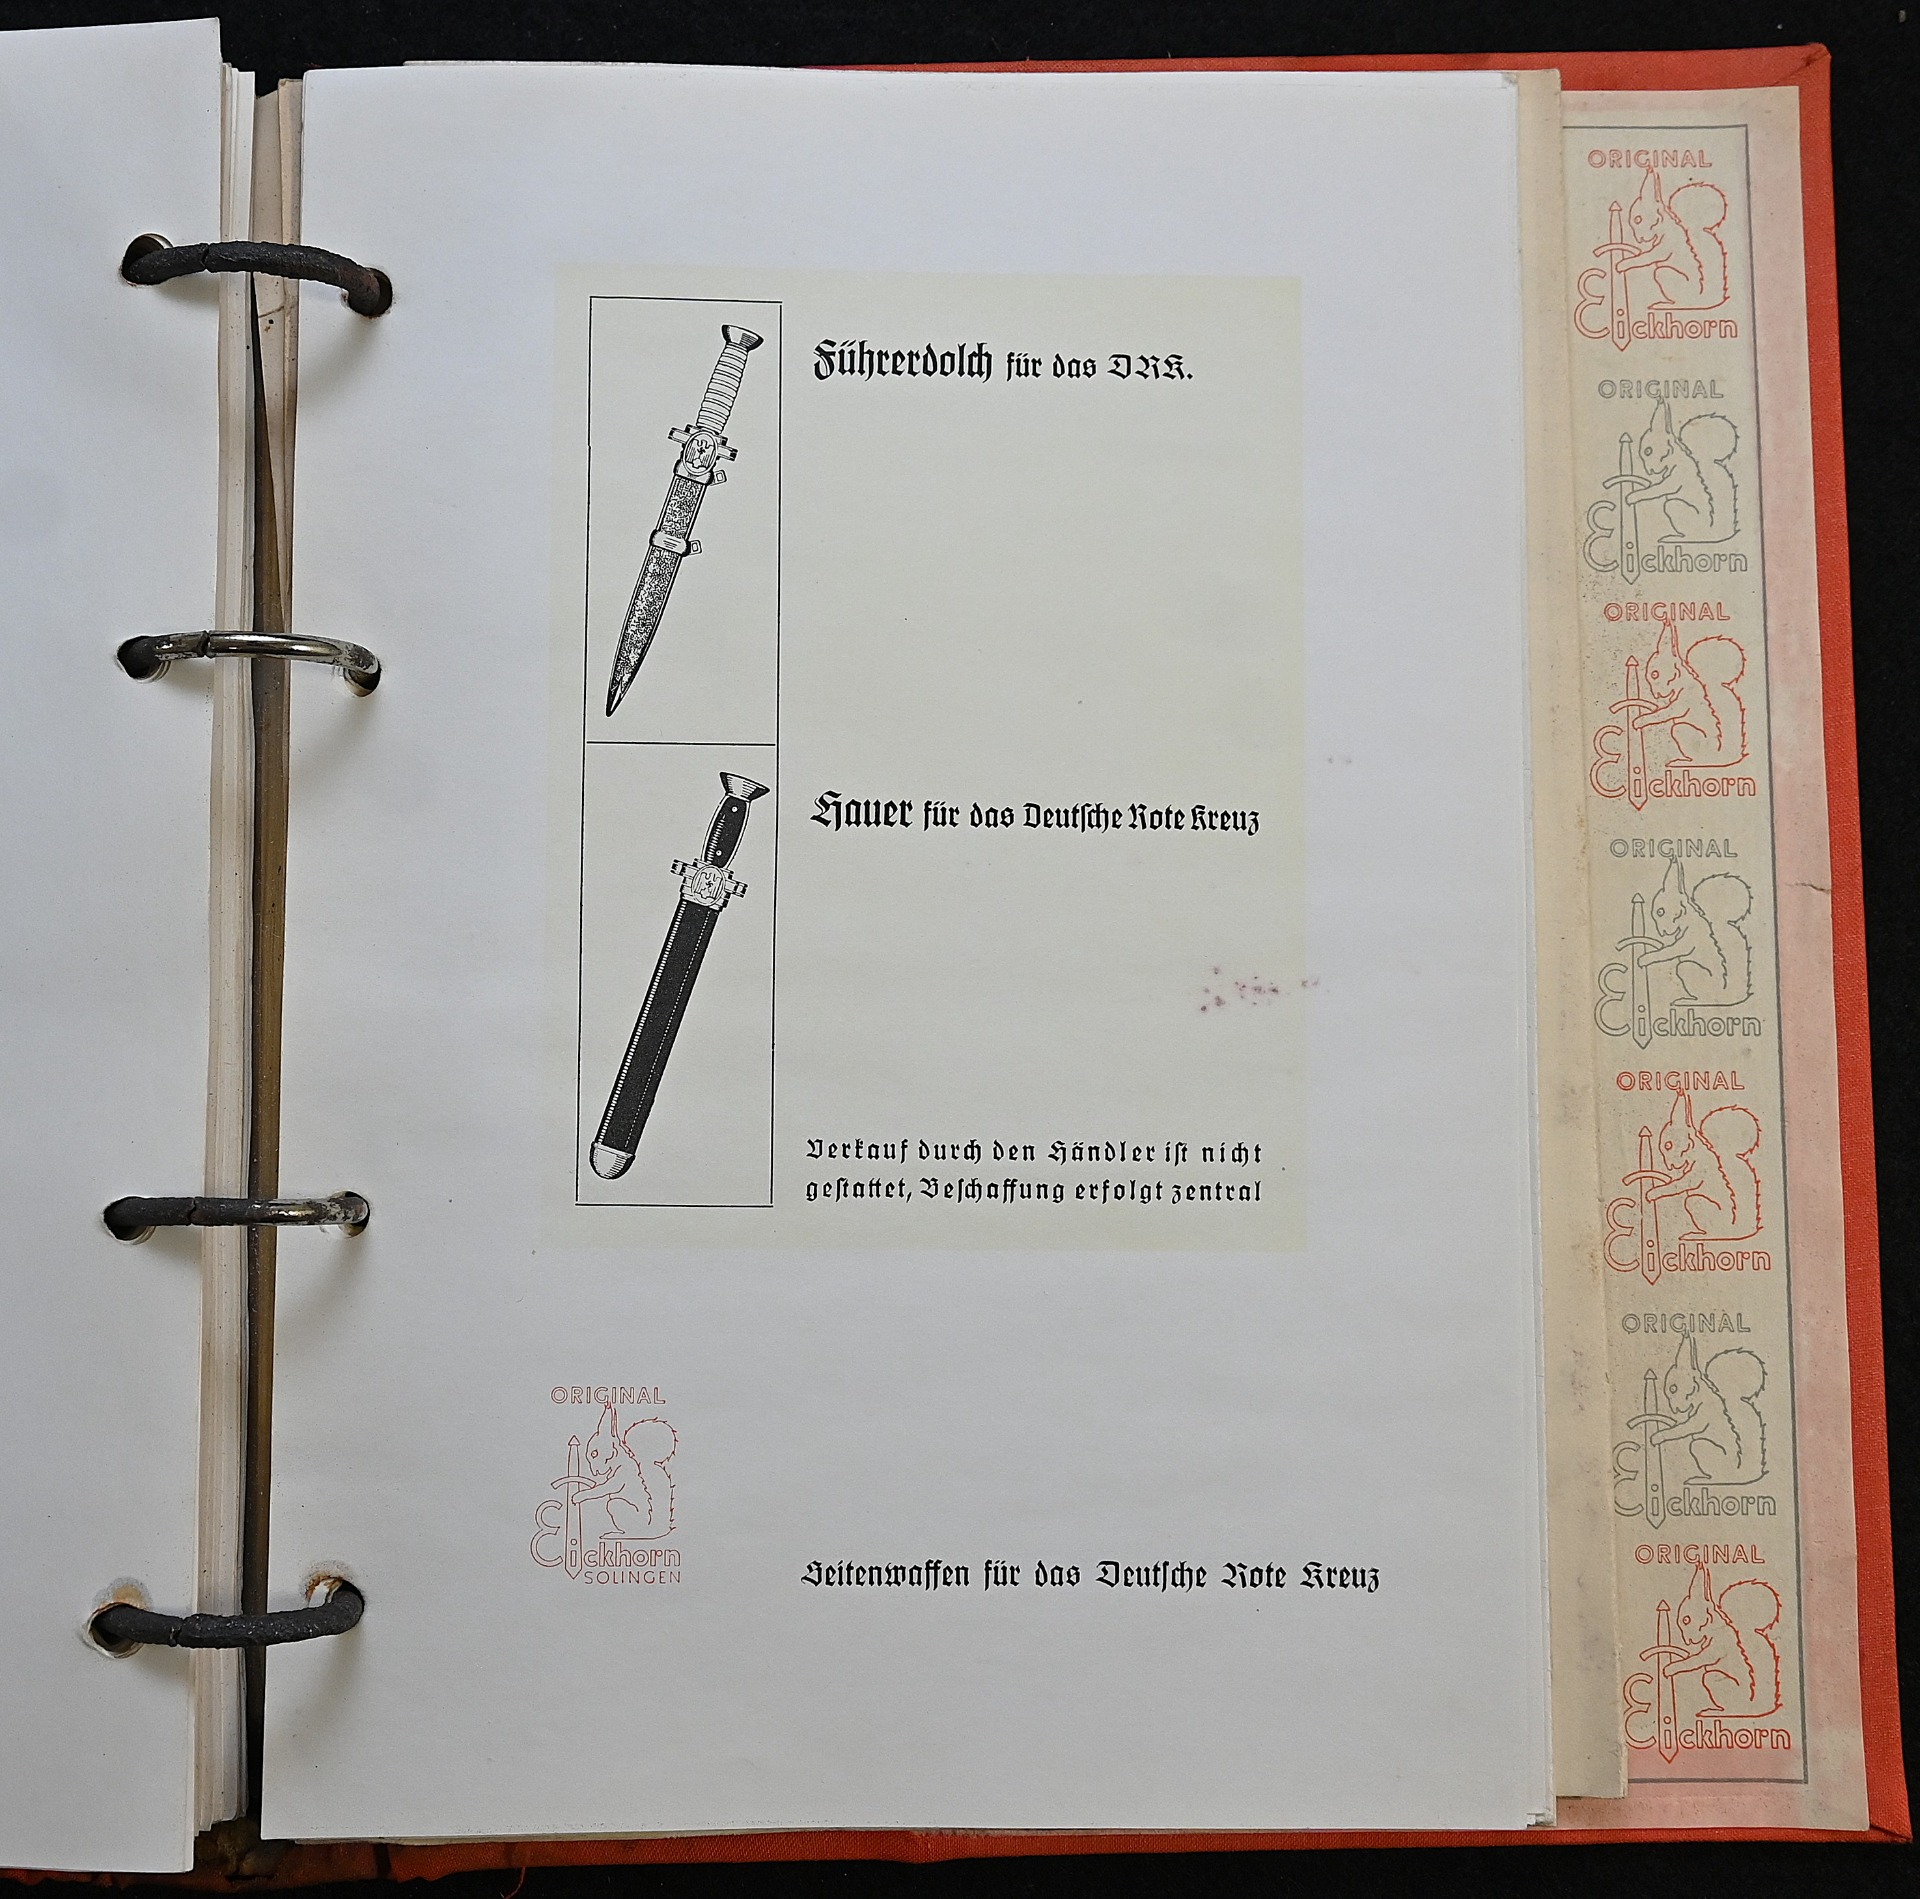 Führerdolch für das DRK.
Hauer für das Deutsche Rote Kreuz
Verkauf durch den Händler ist nicht
gestattet, Beschaffung erfolgt zentral
ORIGINAL
Eickhorn
SOLINGEN
Seitenwaffen für das Deutsche Rote Kreuz
ORIGINAL
Eickhorn
ORIGINAL
Eickhorn
ORIGINAL
Eickhorn
ORIGINAL
Eickhorn
ORIGINAL
Eickhorn
ORIGINAL
Eickhorn
ORIGINAL
Eickhorn